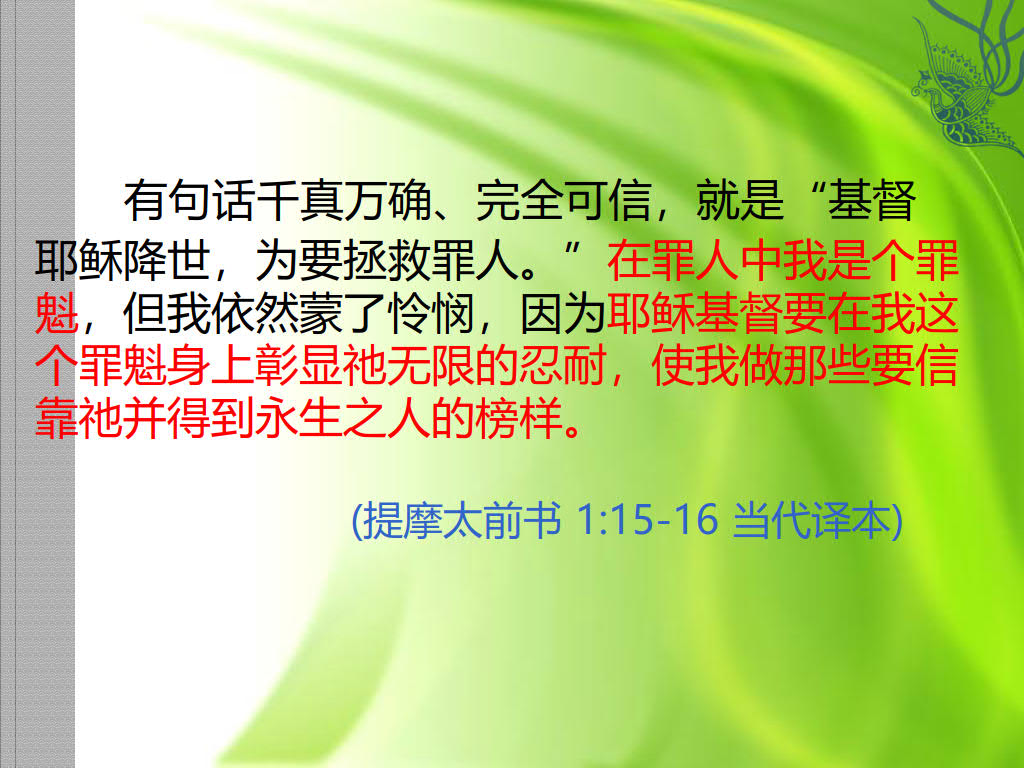 有句话千真万确、完全可信，就是“基督
耶稣降世，为要拯救罪人。”在罪人中我是个罪
魁，但我依然蒙了怜悯，因为耶稣基督要在我这
个罪魁身上彰显祂无限的忍耐，使我做那些要信
靠祂并得到永生之人的榜样。
(提摩太前书 1:15-16 当代译本)